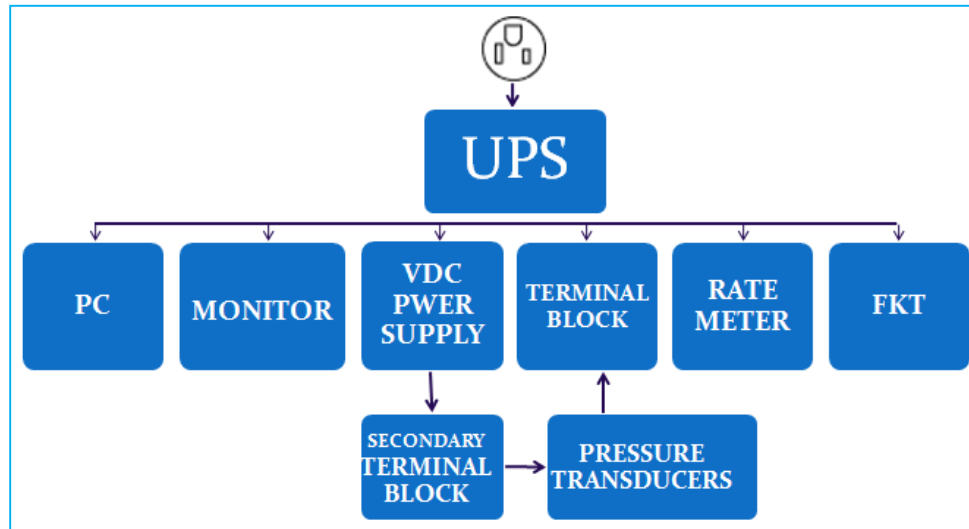 UPS
PC
MONITOR
VDC
PWER
SUPPLY
TERMINAL
BLOCK
RATE
METER
FKT
SECONDARY
TERMINAL
BLOCK
PRESSURE
TRANSDUCERS